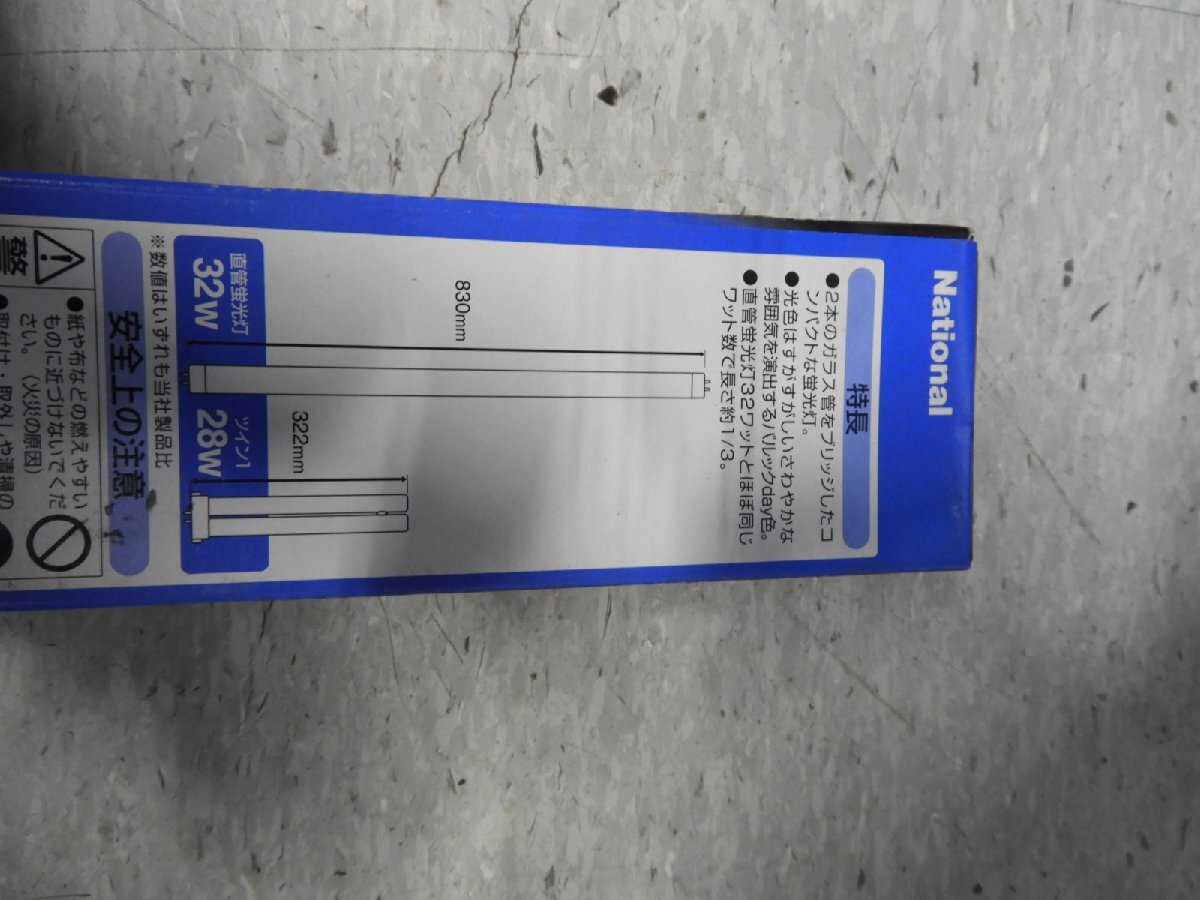 National
特長
●2本のガラス管をブリッジしたコ
ンパクトな蛍光灯。
●光色はすがすがしいさわやかな
雰囲気を演出するパルックday色。
●直管蛍光灯32ワットとほぼ同じ
ワット数で長さ約1/3。
830mm
322mm
直管蛍光灯
32W
ツイン1
28W
※数値はいずれも当社製品比
安全上の注意
●紙や布などの燃えやすい
ものに近づけないでくだ
さい。（火災の原因）